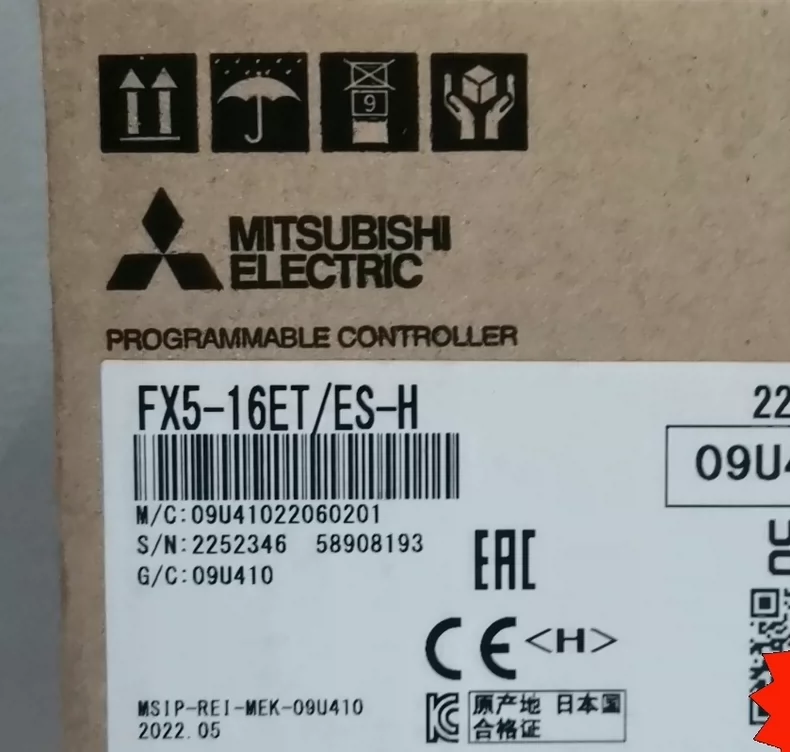 9
MITSUBISHI
ELECTRIC
PROGRAMMABLE CONTROLLER
FX5-16ET/ES-H
22
09U4
M/C:09U41022060201
S/N:2252346 58908193
G/C:09U410
EAC
CE <H>
MSIP-REI-MEK-09U410
2022.05
原产地 日本国
合格证